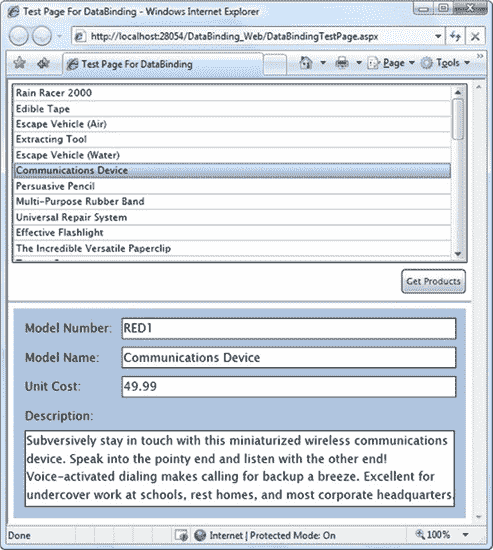 Test Page For DataBinding - Windows Internet Explorer
http://localhost:28054/DataBinding_Web/DataBindingTestPage.aspx
Test Page For DataBinding
Page
Tools
Rain Racer 2000
Edible Tape
Escape Vehicle (Air)
Extracting Tool
Escape Vehicle (Water)
Communications Device
Persuasive Pencil
Multi-Purpose Rubber Band
Universal Repair System
Effective Flashlight
The Incredible Versatile Paperclip
Get Products
Model Number: RED1
Model Name: Communications Device
Unit Cost: 49.99
Description:
Subversively stay in touch with this miniaturized wireless communications
device. Speak into the pointy end and listen with the other end!
Voice-activated dialing makes calling for backup a breeze. Excellent for
undercover work at schools, rest homes, and most corporate headquarters.
Done
Internet | Protected Mode: On
100%